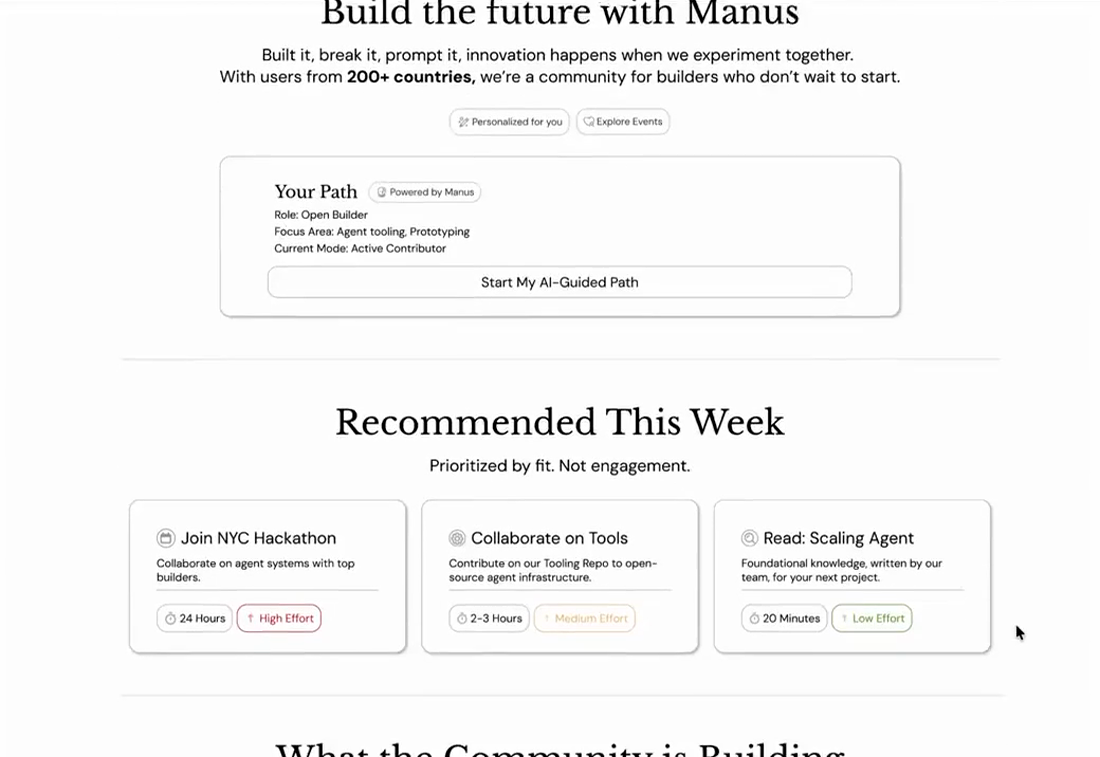 Build the future with Manus
Built it, break it, prompt it, innovation happens when we experiment together.
With users from 200+ countries, we're a community for builders who don't wait to start.
Personalized for you
Explore Events
Your Path
Powered by Manus
Role: Open Builder
Focus Area: Agent tooling, Prototyping
Current Mode: Active Contributor
Start My AI-Guided Path
Recommended This Week
Prioritized by fit. Not engagement.
Join NYC Hackathon
Collaborate on agent systems with top
builders.
24 Hours
↑ High Effort
Collaborate on Tools
Contribute on our Tooling Repo to open-
source agent infrastructure.
2-3 Hours
↑ Medium Effort
Read: Scaling Agent
Foundational knowledge, written by our
team, for your next project.
20 Minutes
↑ Low Effort
What the Community is Building